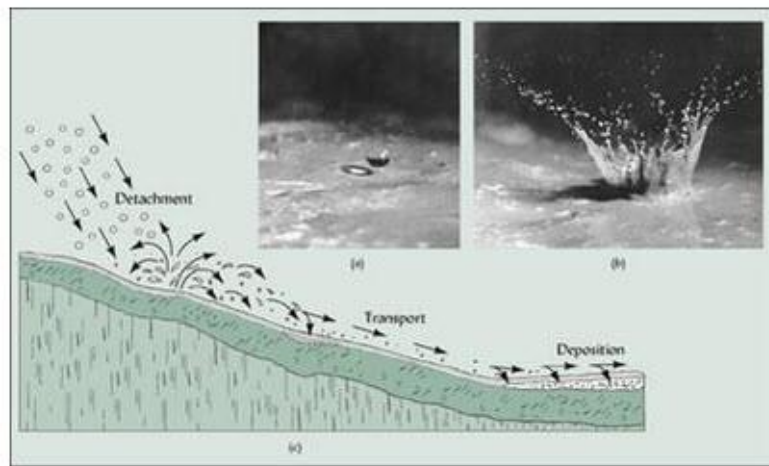 (a)
(b)
Detachment
Transport
Deposition
(c)